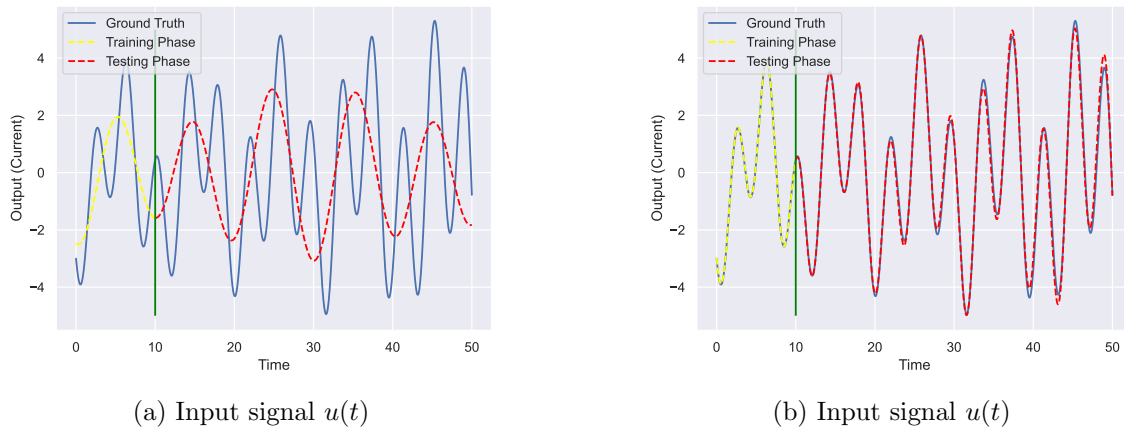 Ground Truth
Training Phase
Testing Phase
4
2
0
−2
−4
Output (Current)
0
10
20
30
40
50
Time
(a) Input signal u(t)
Ground Truth
Training Phase
Testing Phase
4
2
0
−2
−4
Output (Current)
0
10
20
30
40
50
Time
(b) Input signal u(t)